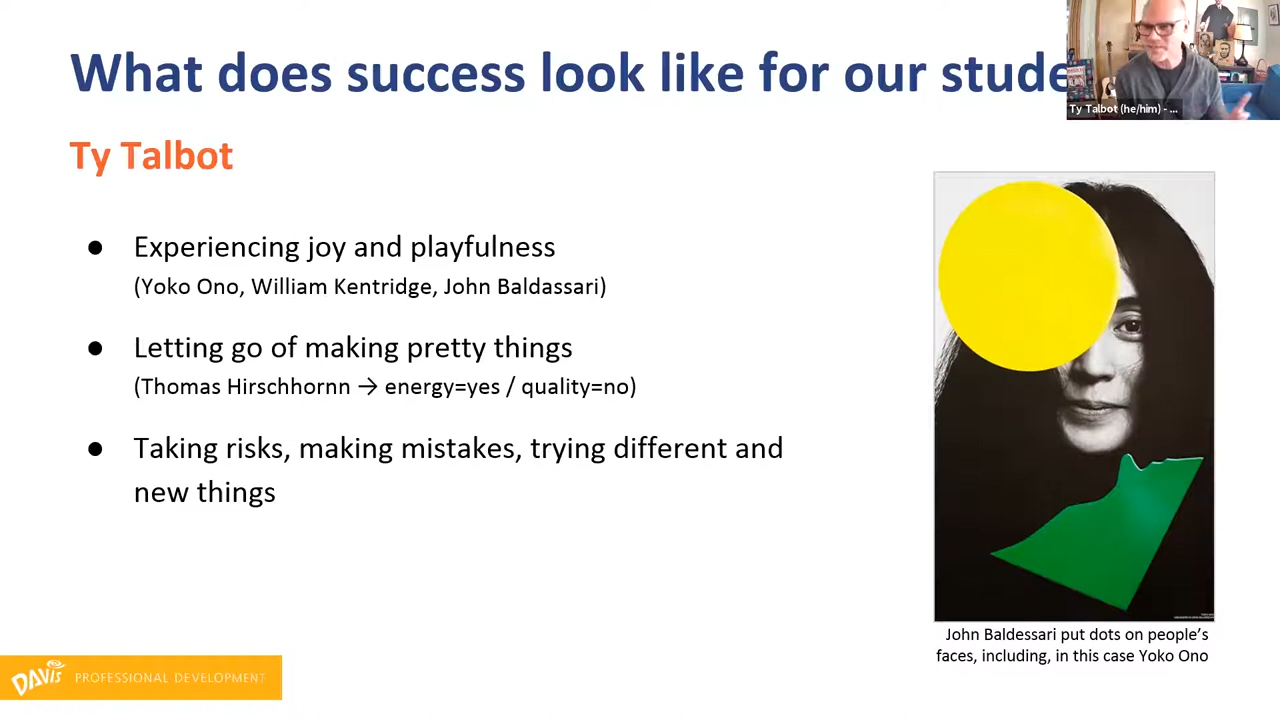 What does success look like for our stude
Ty Talbot (he/him) - ...
Ty Talbot
● Experiencing joy and playfulness
(Yoko Ono, William Kentridge, John Baldassari)
● Letting go of making pretty things
(Thomas Hirschhornn → energy=yes / quality=no)
● Taking risks, making mistakes, trying different and
new things
John Baldessari put dots on people's
faces, including, in this case Yoko Ono
DAVIS PROFESSIONAL DEVELOPMENT